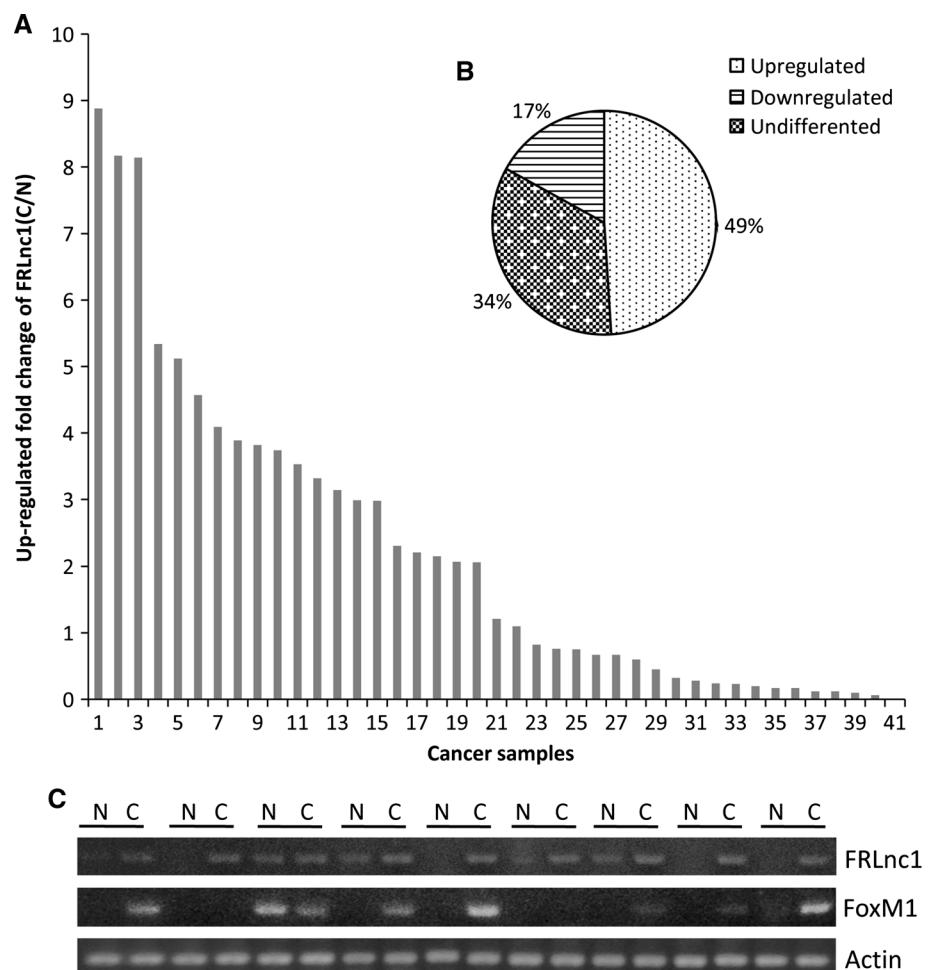 A
10
9
8
7
6
5
4
3
2
1
0
Up-regulated fold change of FRLnc1(C/N)
1 3 5 7 9 11 13 15 17 19 21 23 25 27 29 31 33 35 37 39 41
Cancer samples
B
Upregulated
Downregulated
Undifferented
17%
49%
34%
C
N C N C N C N C N C N C N C N C N C
FRLnc1
FoxM1
Actin